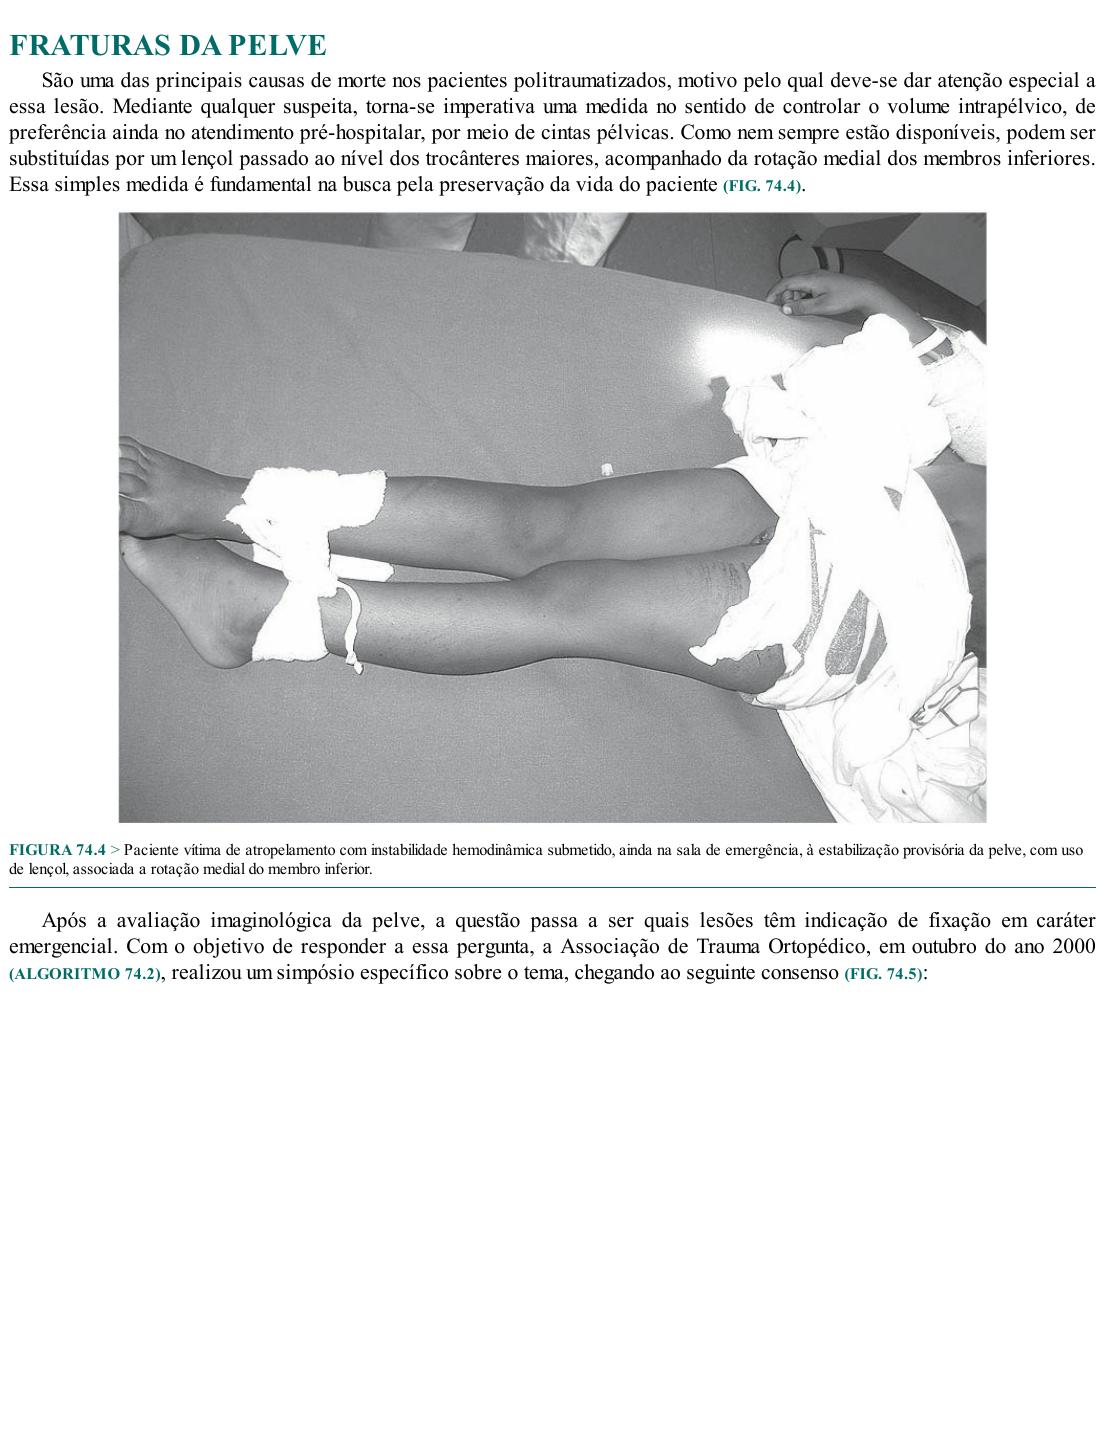 FRATURAS DA PELVE
São uma das principais causas de morte nos pacientes politraumatizados, motivo pelo qual deve-se dar atenção especial a
essa lesão. Mediante qualquer suspeita, torna-se imperativa uma medida no sentido de controlar o volume intrapélvico, de
preferência ainda no atendimento pré-hospitalar, por meio de cintas pélvicas. Como nem sempre estão disponíveis, podem ser
substituídas por um lençol passado ao nível dos trocânteres maiores, acompanhado da rotação medial dos membros inferiores.
Essa simples medida é fundamental na busca pela preservação da vida do paciente (FIG. 74.4).
FIGURA 74.4 > Paciente vítima de atropelamento com instabilidade hemodinâmica submetido, ainda na sala de emergência, à estabilização provisória da pelve, com uso
de lençol, associada a rotação medial do membro inferior.
Após a avaliação imaginológica da pelve, a questão passa a ser quais lesões têm indicação de fixação em caráter
emergencial. Com o objetivo de responder a essa pergunta, a Associação de Trauma Ortopédico, em outubro do ano 2000
(ALGORITMO 74.2), realizou um simpósio específico sobre o tema, chegando ao seguinte consenso (FIG. 74.5):